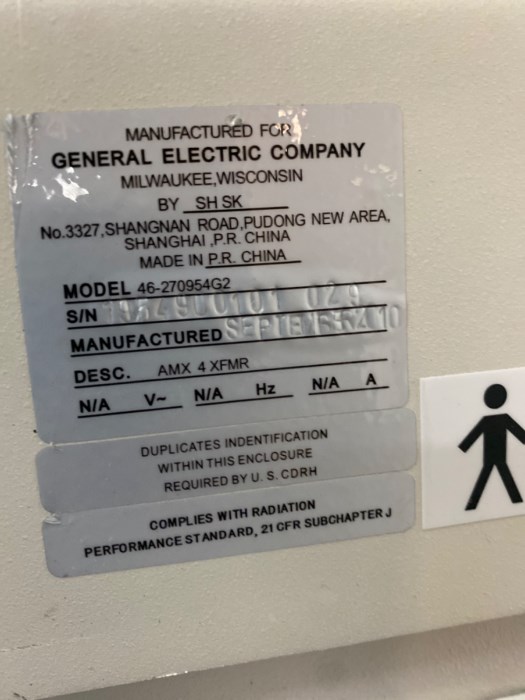 MANUFACTURED FOR
GENERAL ELECTRIC COMPANY
MILWAUKEE,WISCONSIN
BY SH SK
No.3327,SHANGNAN ROAD,PUDONG NEW AREA,
SHANGHAI ,P.R. CHINA
MADE IN P.R. CHINA
MODEL 46-270954G2
S/N
MANUFACTURED
DESC. AMX 4 XFMR
N/A V~ N/A Hz N/A A
DUPLICATES INDENTIFICATION
WITHIN THIS ENCLOSURE
REQUIRED BY U. S. CDRH
COMPLIES WITH RADIATION
PERFORMANCE STANDARD, 21 CFR SUBCHAPTER J